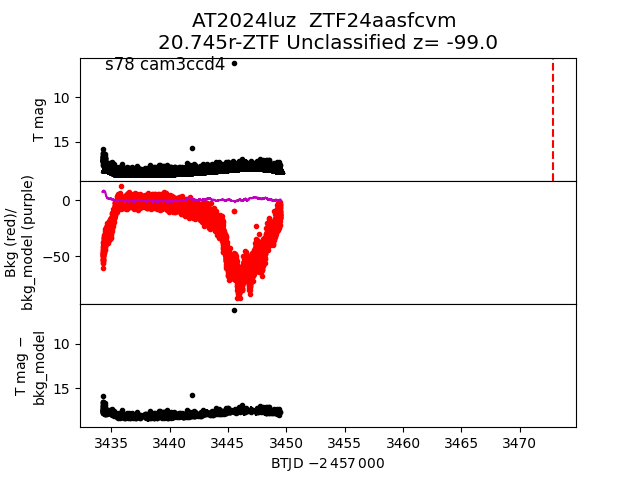 AT2024luz  ZTF24aasfcvm
20.745r-ZTF Unclassified z= -99.0
s78 cam3ccd4
T mag
10
15
Bkg (red)/
bkg_model (purple)
0
−50
T mag −
bkg_model
10
15
3435 3440 3445 3450 3455 3460 3465 3470
BTJD −2 457 000